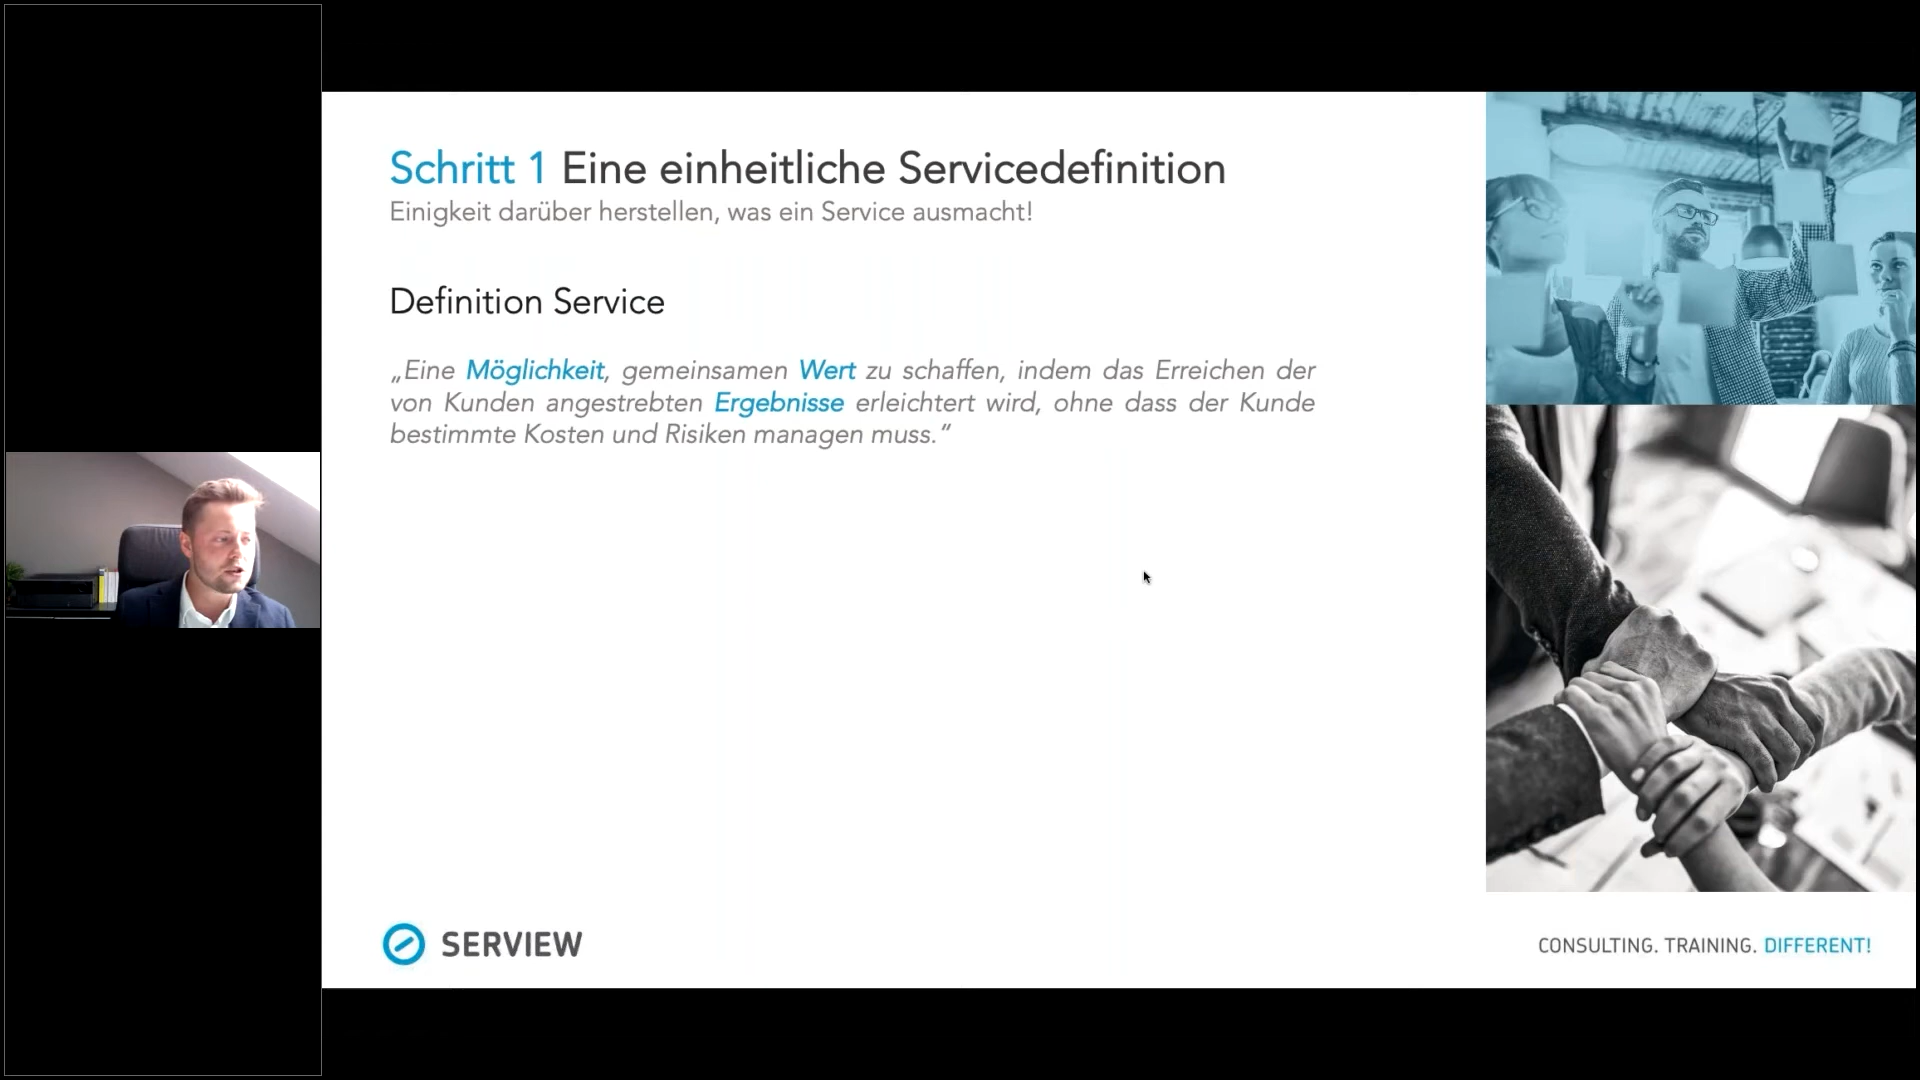 Schritt 1 Eine einheitliche Servicedefinition
Einigkeit darüber herstellen, was ein Service ausmacht!
Definition Service
„Eine Möglichkeit, gemeinsamen Wert zu schaffen, indem das Erreichen der
von Kunden angestrebten Ergebnisse erleichtert wird, ohne dass der Kunde
bestimmte Kosten und Risiken managen muss.“
SERVIEW
CONSULTING. TRAINING. DIFFERENT!